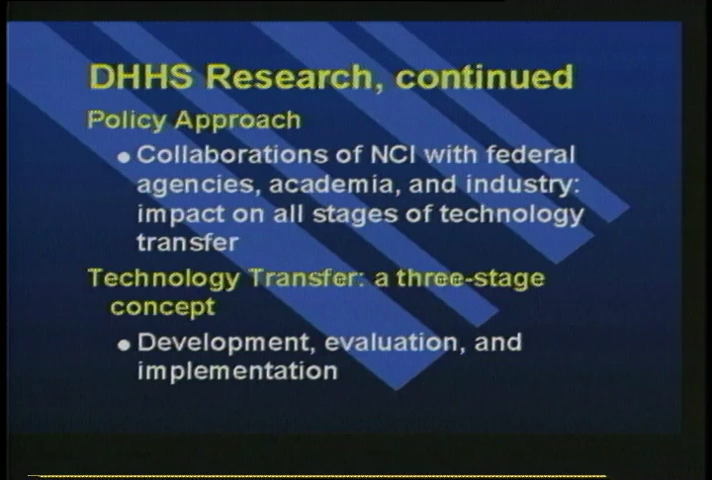 DHHS Research, continued
Policy Approach
● Collaborations of NCI with federal
agencies, academia, and industry:
impact on all stages of technology
transfer
Technology Transfer: a three-stage
concept
● Development, evaluation, and
implementation